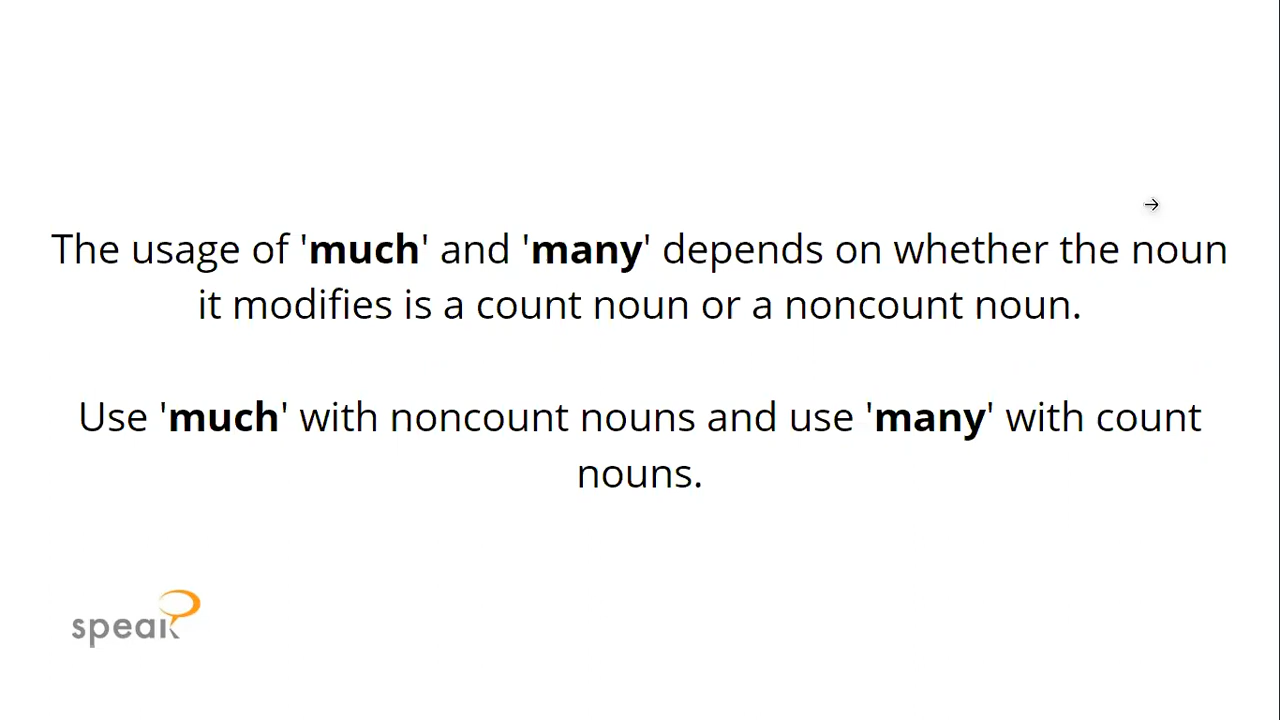 The usage of 'much' and 'many' depends on whether the noun
it modifies is a count noun or a noncount noun.
Use 'much' with noncount nouns and use 'many' with count
nouns.
speak